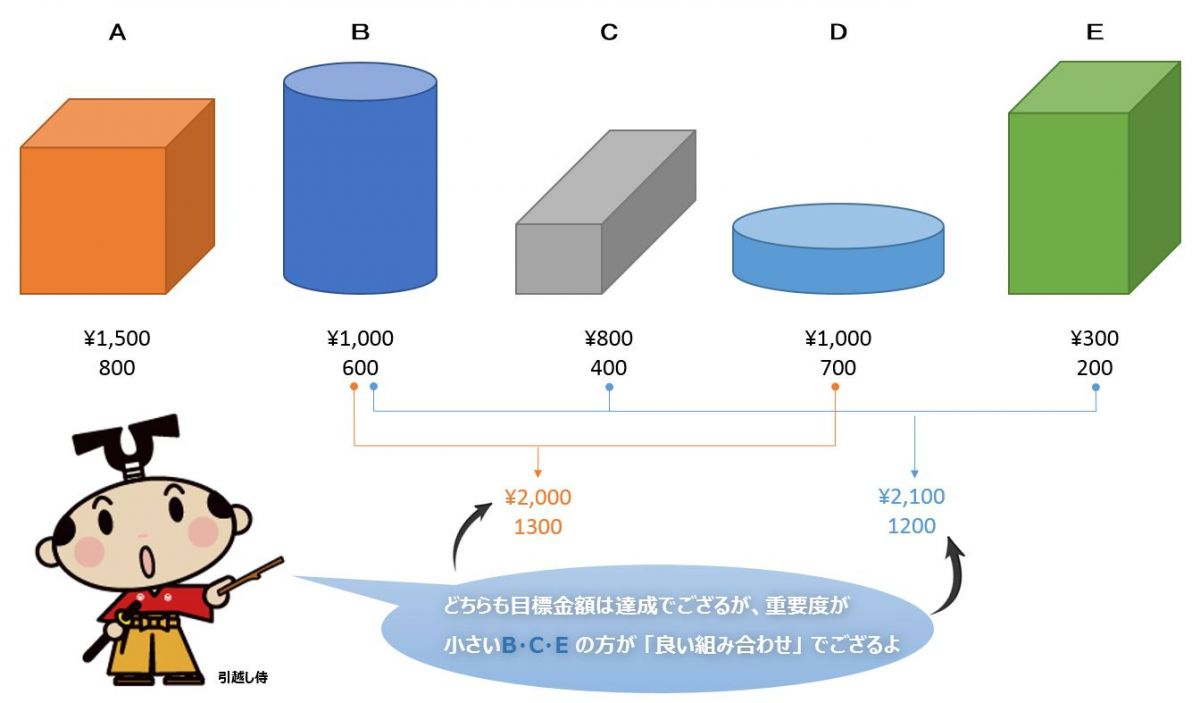 A B C D E
¥1,500 ¥1,000 ¥800 ¥1,000 ¥300
800 600 400 700 200
¥2,000 ¥2,100
1300 1200
どちらも目標金額は達成でござるが、重要度が
小さいB・C・E の方が「良い組み合わせ」でござるよ
引越し侍